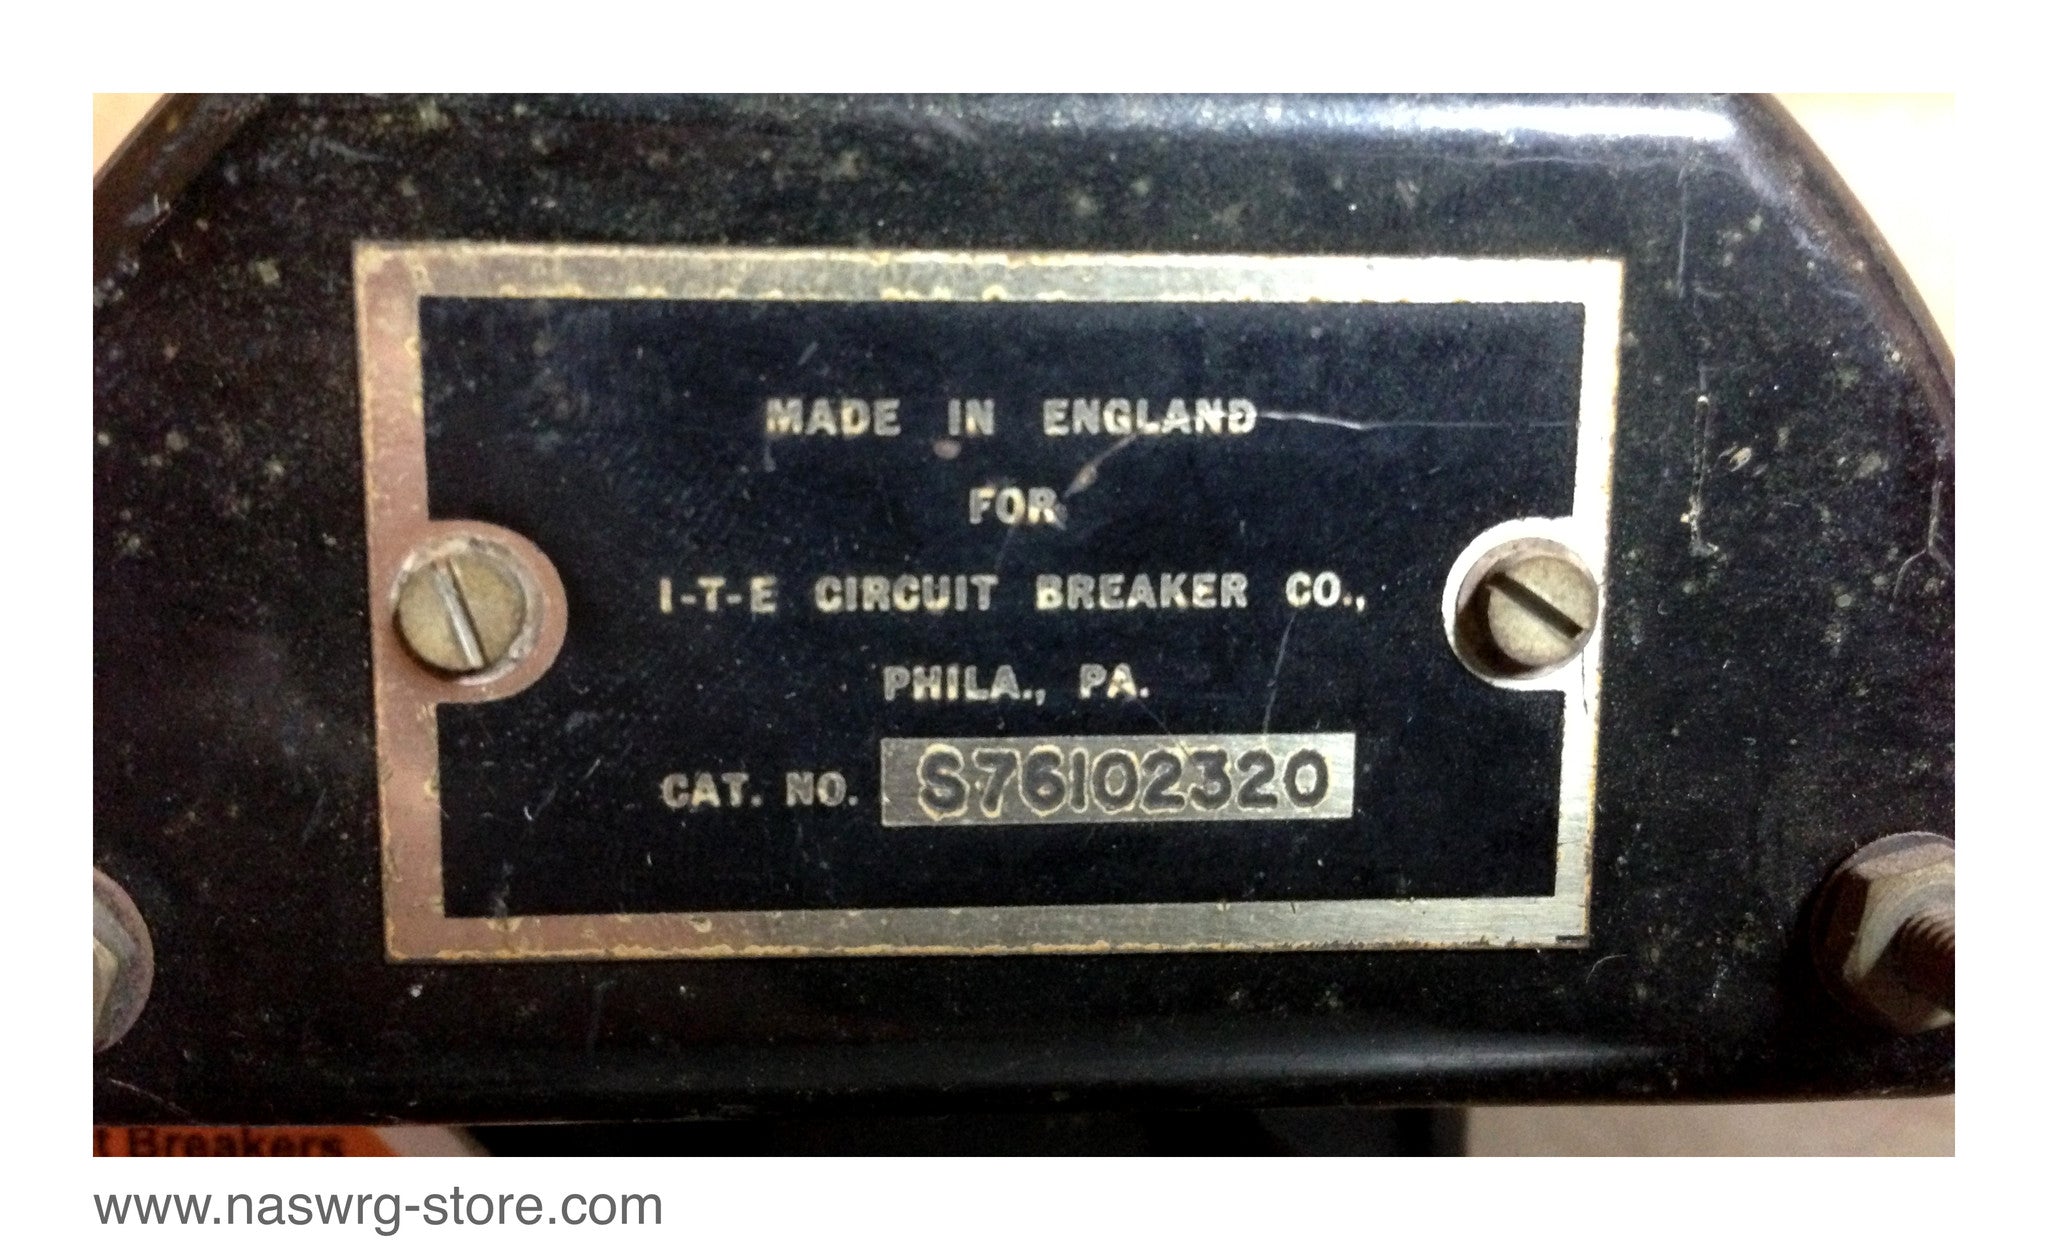 MADE IN ENGLAND
FOR
I-T-E CIRCUIT BREAKER CO.,
PHILA., PA.
CAT. NO. S76102320
t Breakers
www.naswrg-store.com